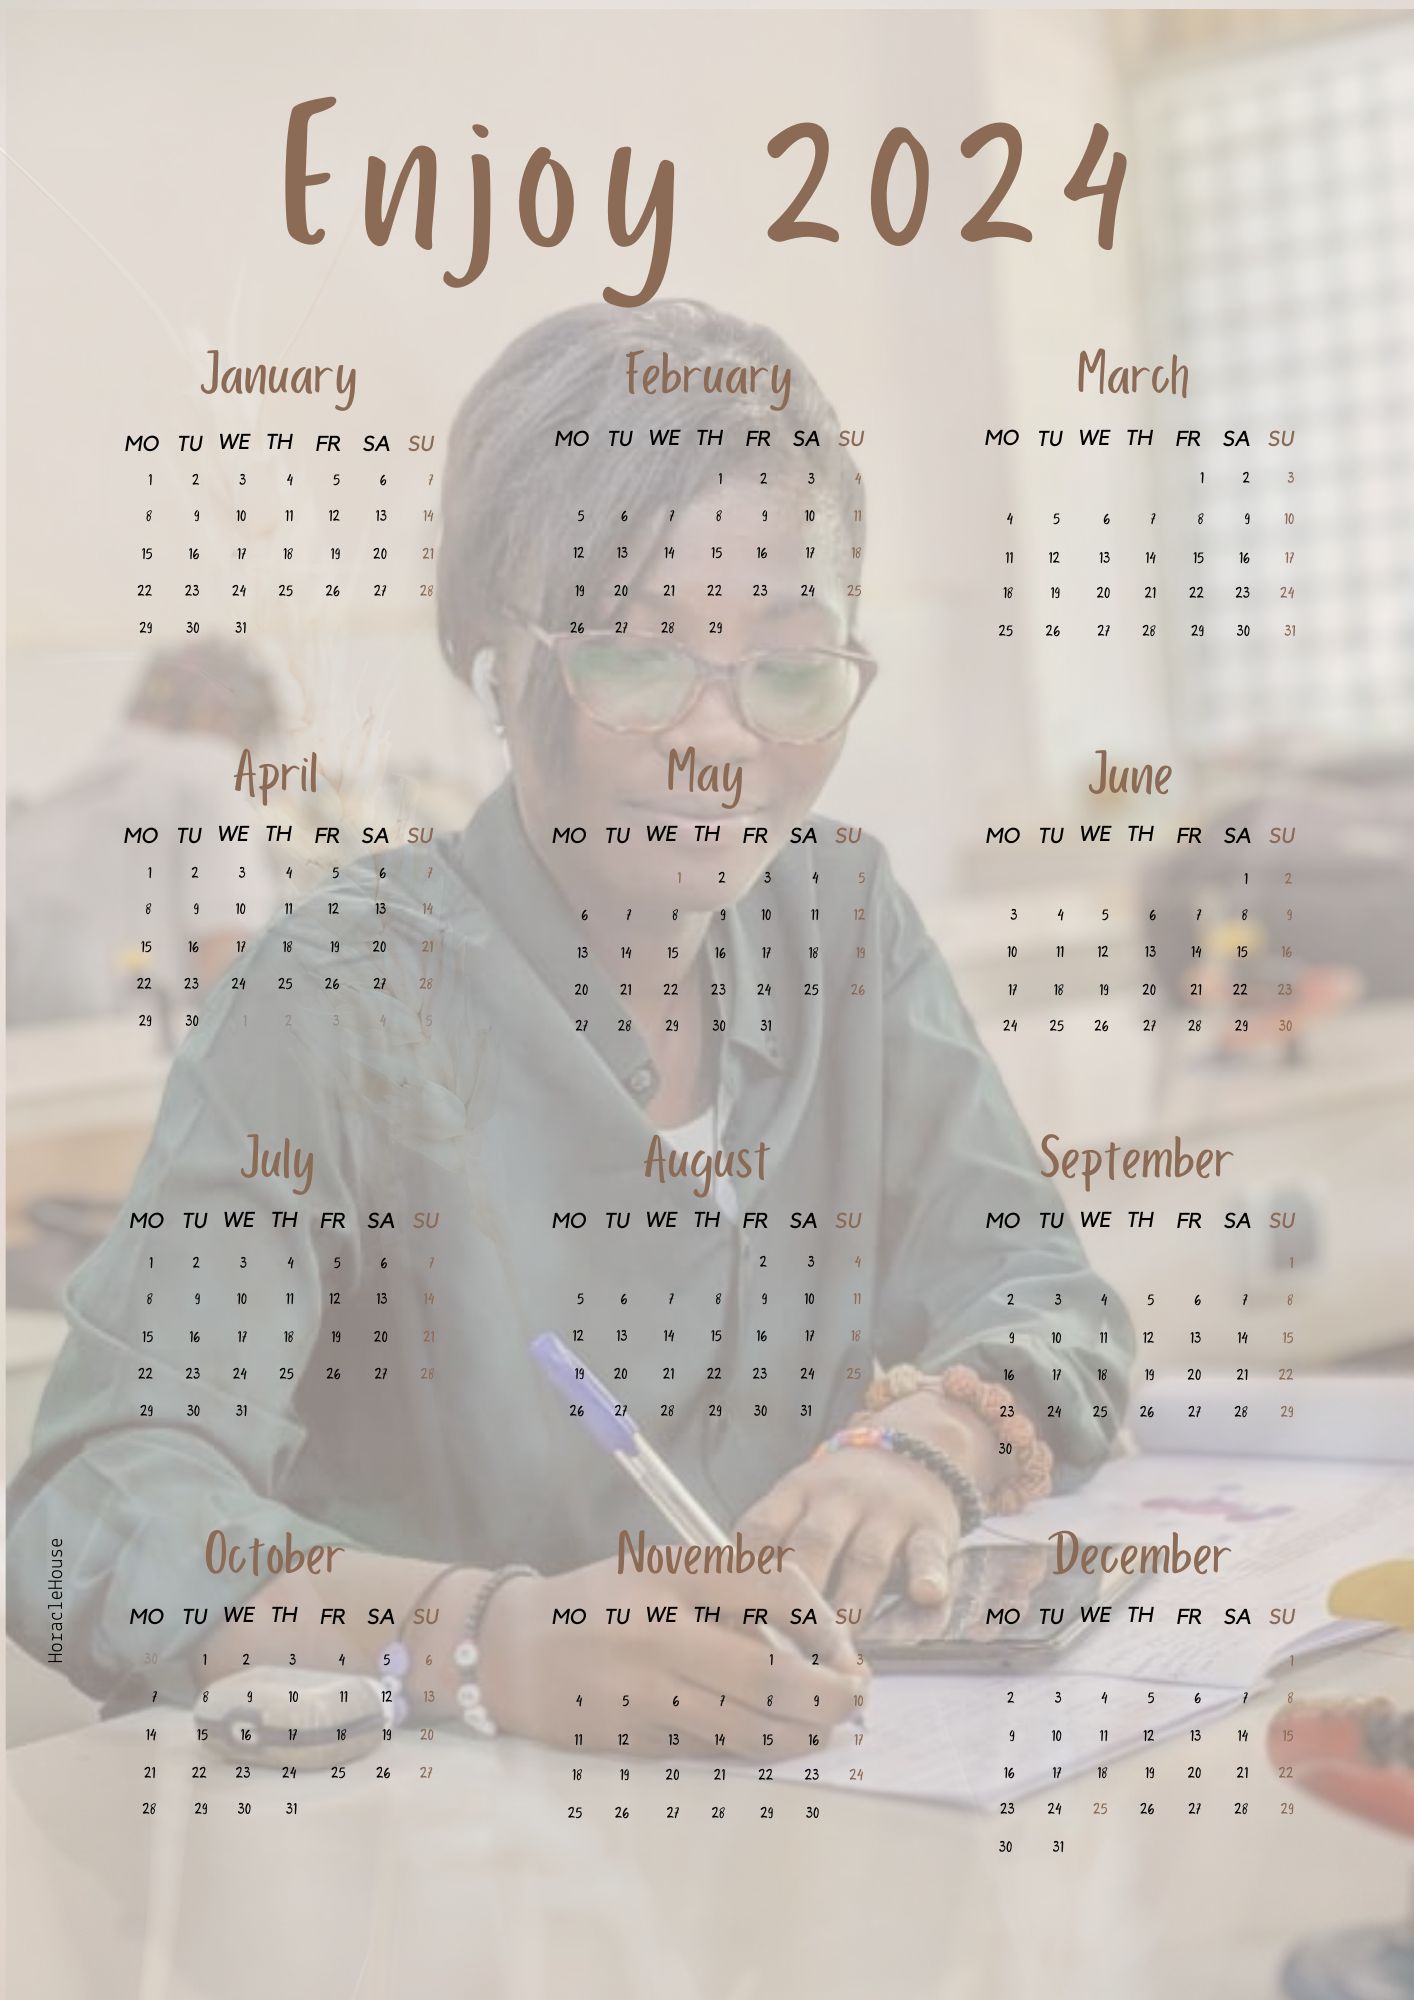 Enjoy 2024
January
MO TU WE TH FR SA SU
1 2 3 4 5 6 7
8 9 10 11 12 13 14
15 16 17 18 19 20 21
22 23 24 25 26 27 28
29 30 31
February
MO TU WE TH FR SA SU
1 2 3 4
5 6 7 8 9 10 11
12 13 14 15 16 17 18
19 20 21 22 23 24 25
26 27 28 29
March
MO TU WE TH FR SA SU
1 2 3
4 5 6 7 8 9 10
11 12 13 14 15 16 17
18 19 20 21 22 23 24
25 26 27 28 29 30 31
April
MO TU WE TH FR SA SU
1 2 3 4 5 6 7
8 9 10 11 12 13 14
15 16 17 18 19 20 21
22 23 24 25 26 27 28
29 30 1 2 3 4 5
May
MO TU WE TH FR SA SU
1 2 3 4 5
6 7 8 9 10 11 12
13 14 15 16 17 18 19
20 21 22 23 24 25 26
27 28 29 30 31
June
MO TU WE TH FR SA SU
1 2
3 4 5 6 7 8 9
10 11 12 13 14 15 16
17 18 19 20 21 22 23
24 25 26 27 28 29 30
July
MO TU WE TH FR SA SU
1 2 3 4 5 6 7
8 9 10 11 12 13 14
15 16 17 18 19 20 21
22 23 24 25 26 27 28
29 30 31
August
MO TU WE TH FR SA SU
2 3 4
5 6 7 8 9 10 11
12 13 14 15 16 17 18
19 20 21 22 23 24 25
26 27 28 29 30 31
September
MO TU WE TH FR SA SU
1
2 3 4 5 6 7 8
9 10 11 12 13 14 15
16 17 18 19 20 21 22
23 24 25 26 27 28 29
30
October
MO TU WE TH FR SA SU
30 1 2 3 4 5 6
7 8 9 10 11 12 13
14 15 16 17 18 19 20
21 22 23 24 25 26 27
28 29 30 31
November
MO TU WE TH FR SA SU
1 2 3
4 5 6 7 8 9 10
11 12 13 14 15 16 17
18 19 20 21 22 23 24
25 26 27 28 29 30
December
MO TU WE TH FR SA SU
1
2 3 4 5 6 7 8
9 10 11 12 13 14 15
16 17 18 19 20 21 22
23 24 25 26 27 28 29
30 31
HoracleHouse